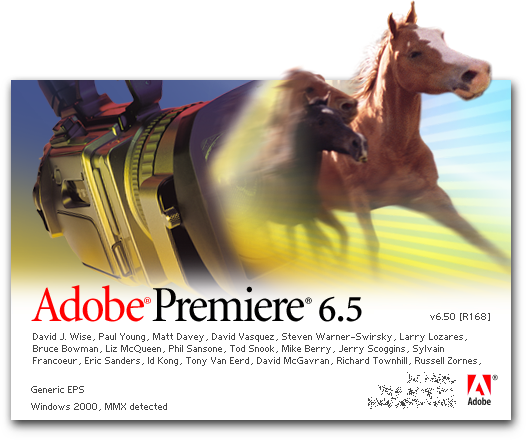 Adobe® Premiere® 6.5
v6.50 [R168]
David J. Wise, Paul Young, Matt Davey, David Vasquez, Steven Warner-Swirsky, Larry Lozares,
Bruce Bowman, Liz McQueen, Phil Sansone, Tod Snook, Mike Berry, Jerry Scoggins, Sylvain
Francoeur, Eric Sanders, Id Kong, Tony Van Eerd, David McGavran, Richard Townhill, Russell Zornes,
Generic EPS
Windows 2000, MMX detected
Adobe